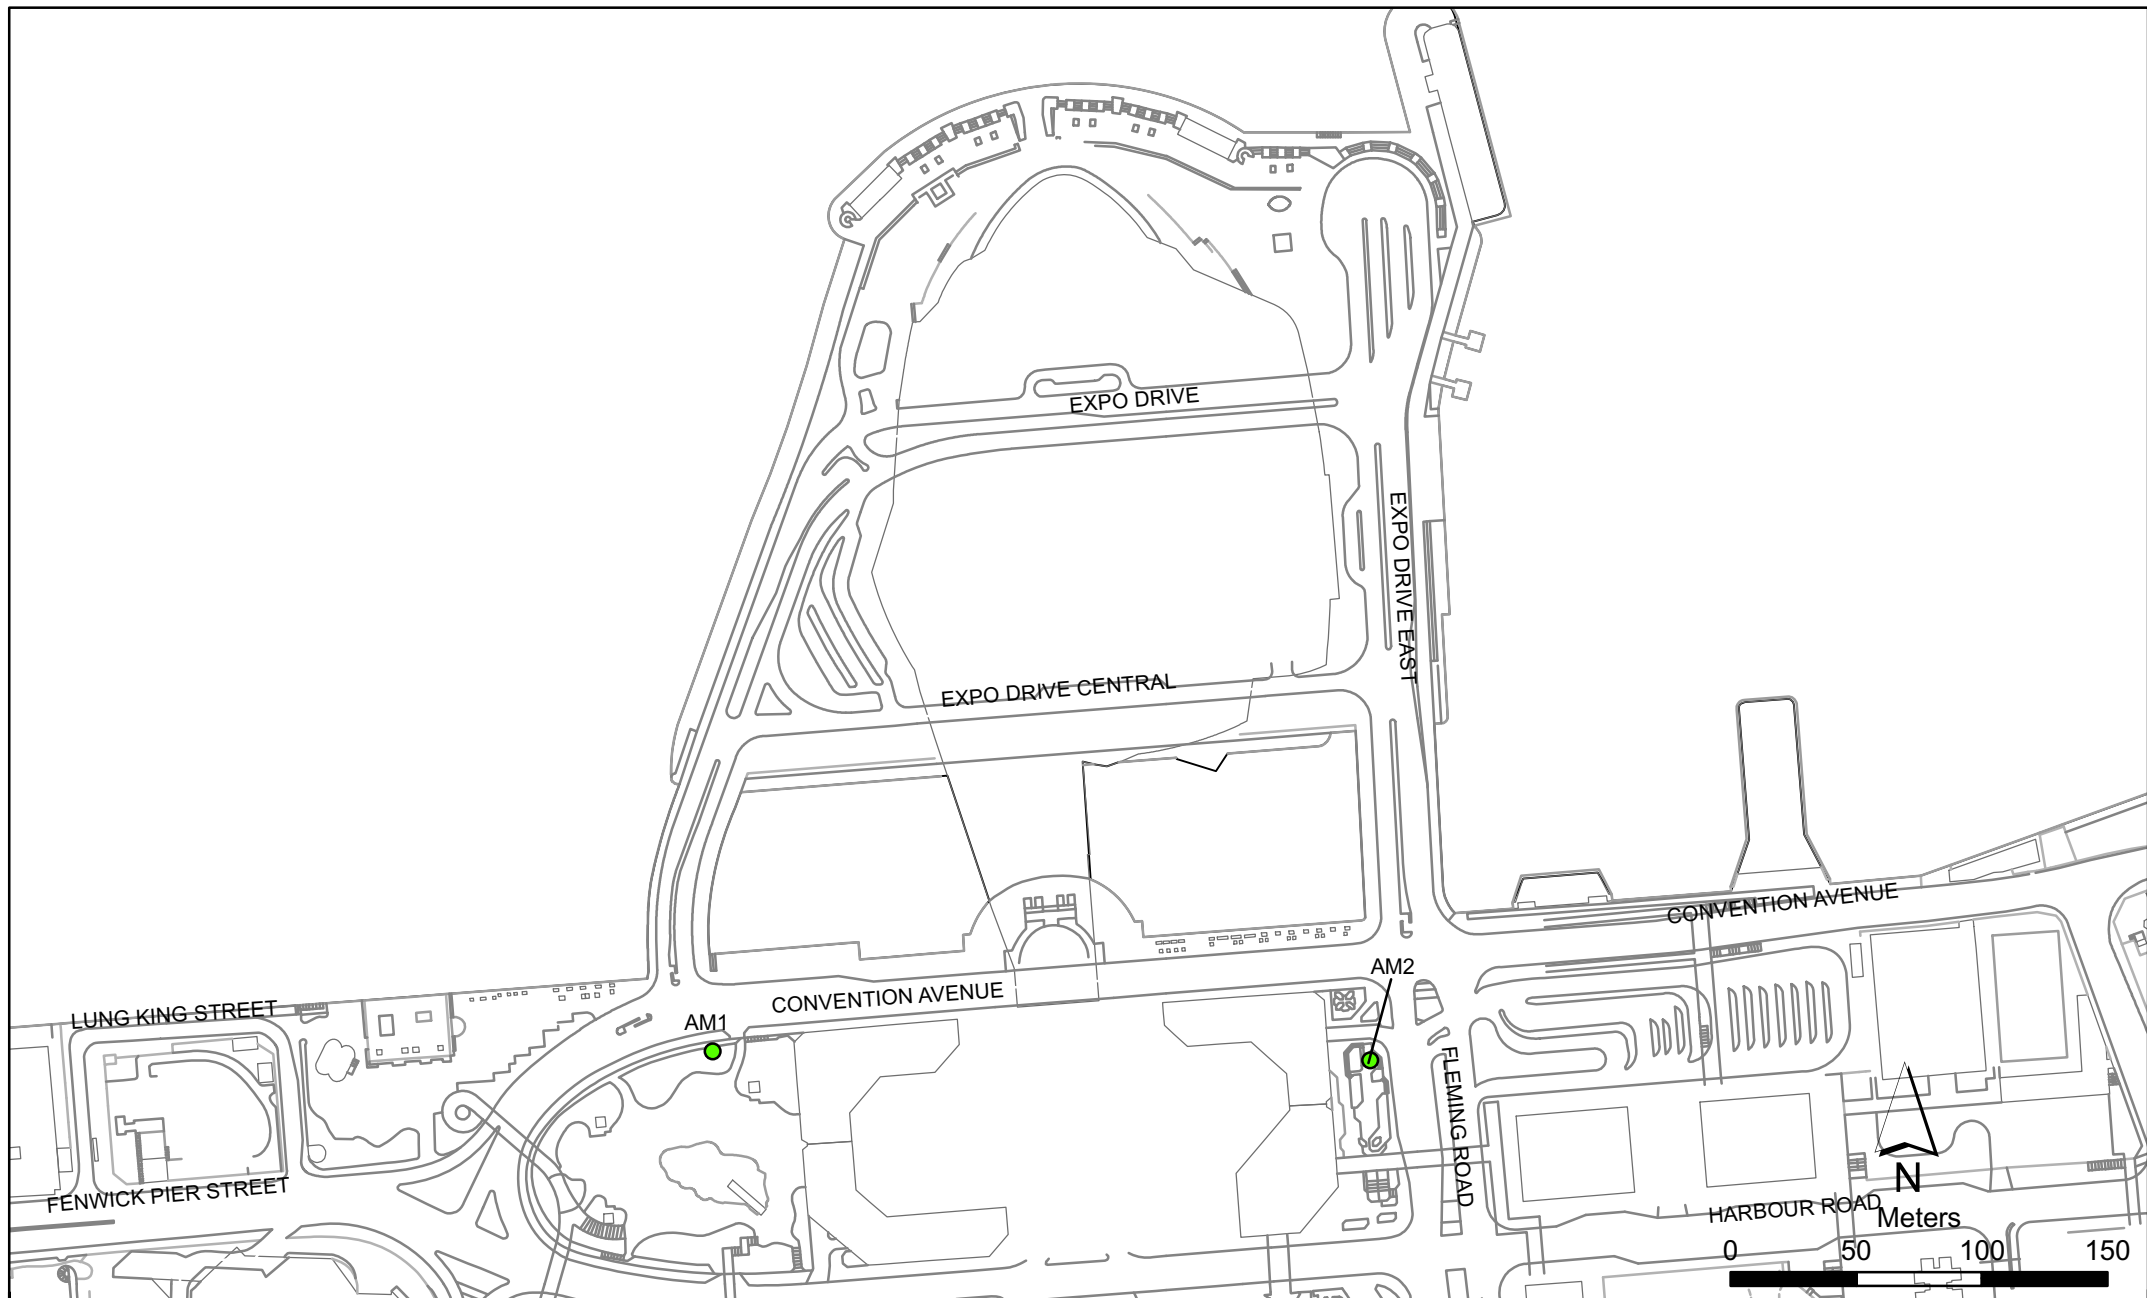 EXPO DRIVE
EXPO DRIVE EAST
EXPO DRIVE CENTRAL
CONVENTION AVENUE
AM2
LUNG KING STREET
CONVENTION AVENUE
AM1
FLEMING ROAD
FENWICK PIER STREET
HARBOUR ROAD
N
Meters
0 50 100 150